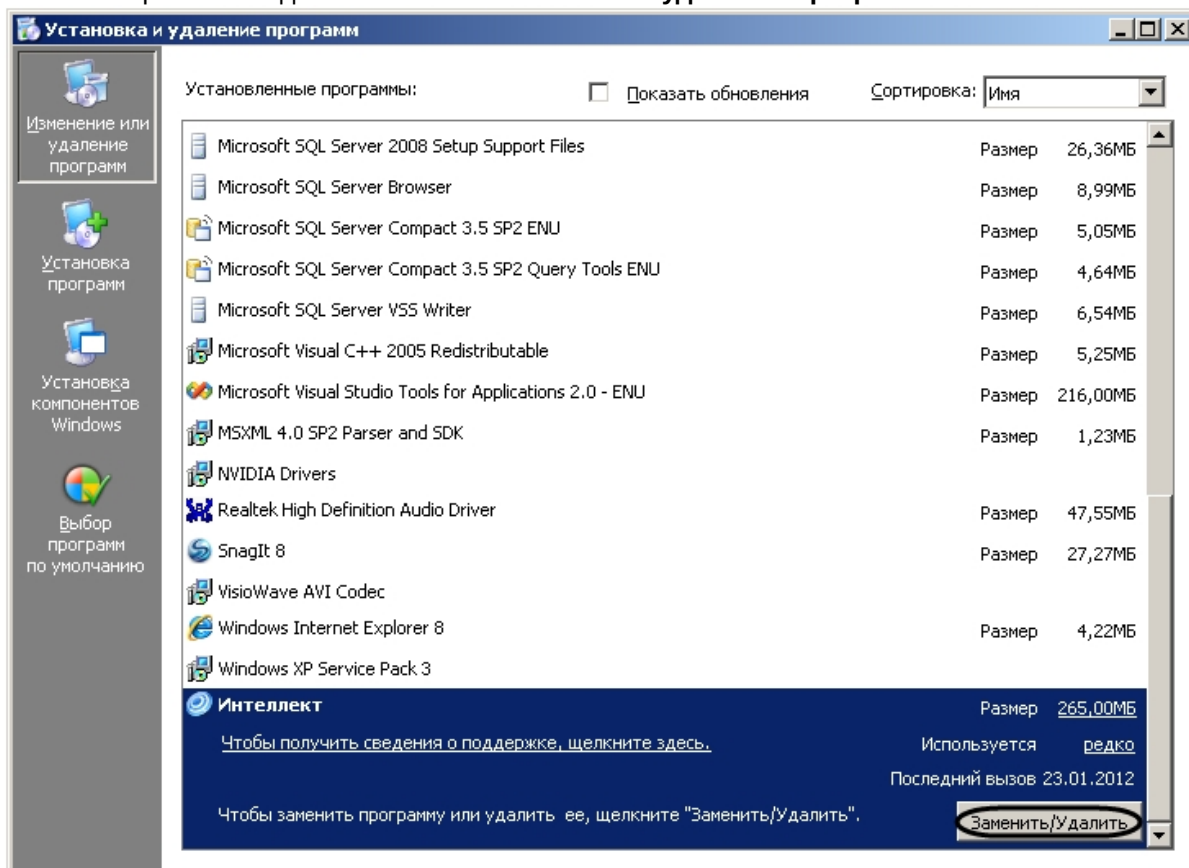 Установка и удаление программ
Изменение или
удаление
программ
Установка
программ
Установка
компонентов
Windows
Выбор
программ
по умолчанию
Установленные программы: Показать обновления Сортировка: Имя
Microsoft SQL Server 2008 Setup Support Files Размер 26,36МБ
Microsoft SQL Server Browser Размер 8,99МБ
Microsoft SQL Server Compact 3.5 SP2 ENU Размер 5,05МБ
Microsoft SQL Server Compact 3.5 SP2 Query Tools ENU Размер 4,64МБ
Microsoft SQL Server VSS Writer Размер 6,54МБ
Microsoft Visual C++ 2005 Redistributable Размер 5,25МБ
Microsoft Visual Studio Tools for Applications 2.0 - ENU Размер 216,00МБ
MSXML 4.0 SP2 Parser and SDK Размер 1,23МБ
NVIDIA Drivers
Realtek High Definition Audio Driver Размер 47,55МБ
SnagIt 8 Размер 27,27МБ
VisioWave AVI Codec
Windows Internet Explorer 8 Размер 4,22МБ
Windows XP Service Pack 3
Интеллект Размер 265,00МБ
Чтобы получить сведения о поддержке, щелкните здесь. Используется редко
Последний вызов 23.01.2012
Чтобы заменить программу или удалить ее, щелкните "Заменить/Удалить". Заменить/Удалить